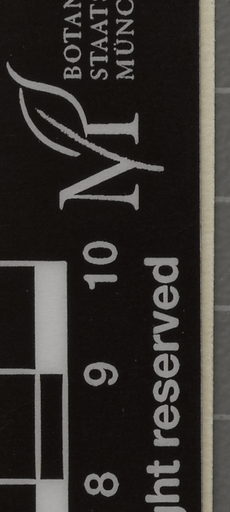 BOTAN
STAAT
MÜNC
M
8 9 10
ght reserved